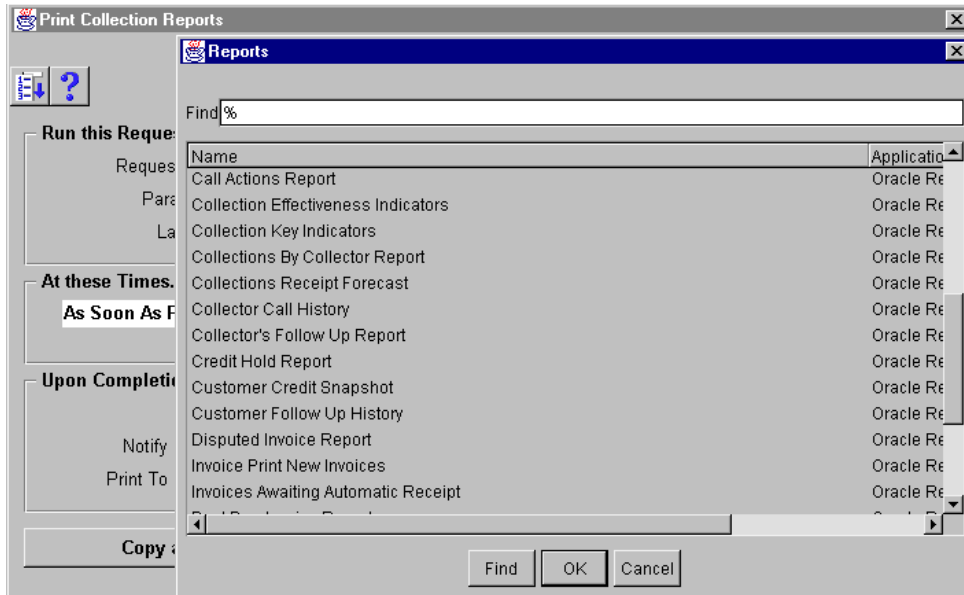 Print Collection Reports
Reports
Find %
Run this Reque
Reques
Para
La
At these Times.
As Soon As
Upon Completi
Notify
Print To
Copy
Name Applicatio
Call Actions Report Oracle Re
Collection Effectiveness Indicators Oracle Re
Collection Key Indicators Oracle Re
Collections By Collector Report Oracle Re
Collections Receipt Forecast Oracle Re
Collector Call History Oracle Re
Collector's Follow Up Report Oracle Re
Credit Hold Report Oracle Re
Customer Credit Snapshot Oracle Re
Customer Follow Up History Oracle Re
Disputed Invoice Report Oracle Re
Invoice Print New Invoices Oracle Re
Invoices Awaiting Automatic Receipt Oracle Re
Find OK Cancel